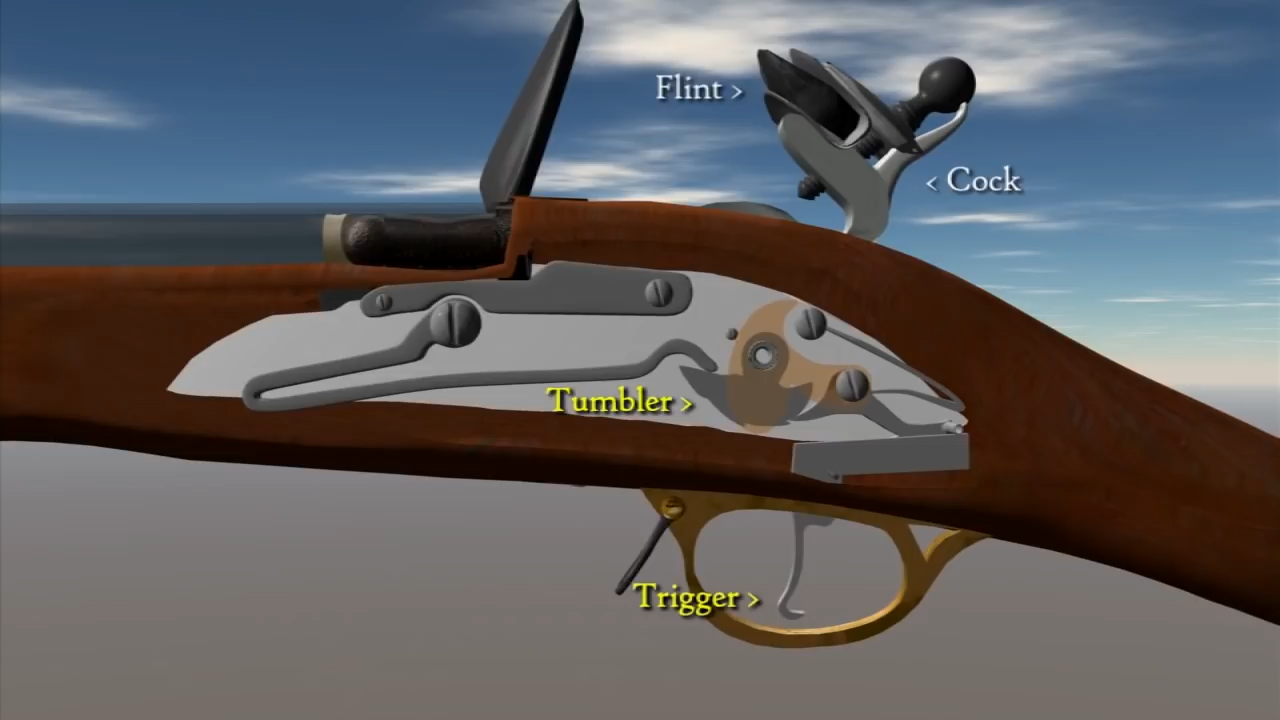 Flint >
< Cock
Tumbler >
Trigger >